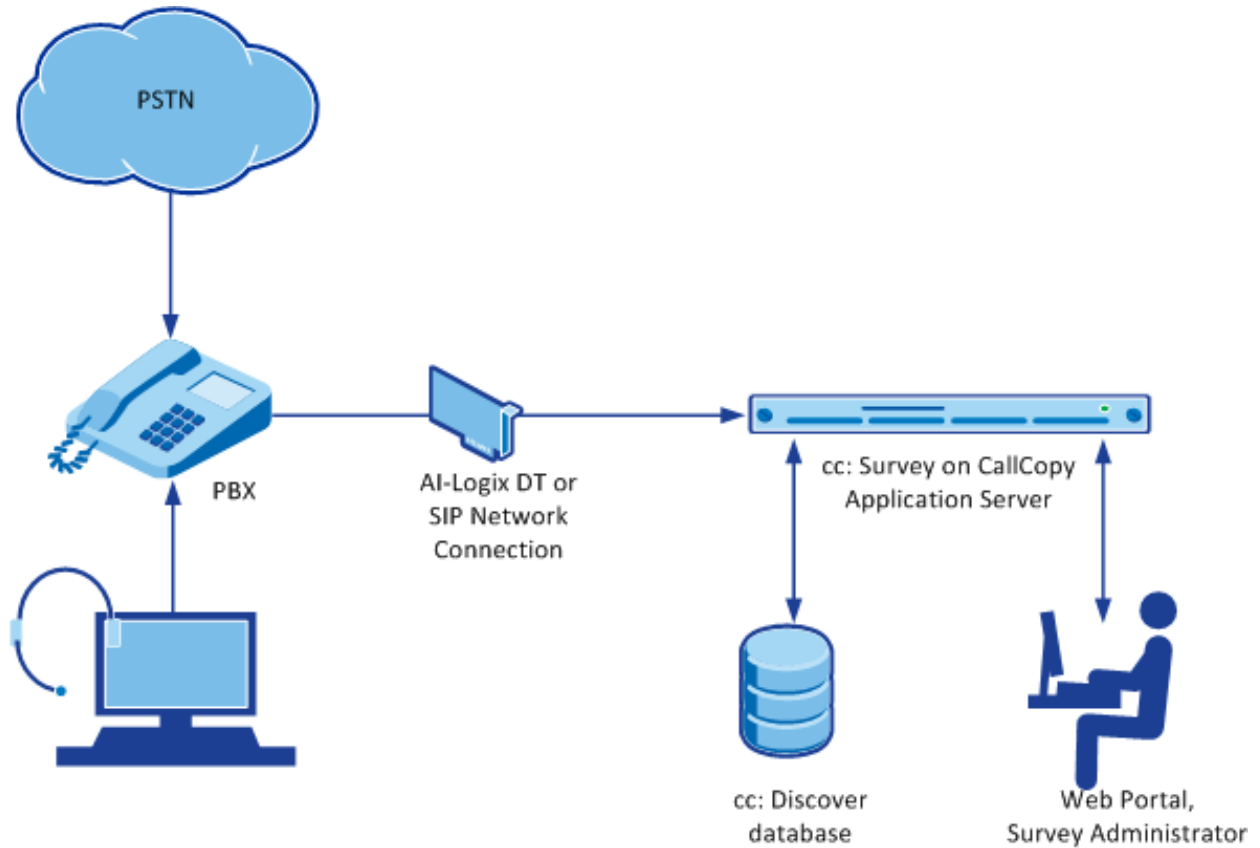 PSTN
PBX
AI-Logix DT or
SIP Network
Connection
cc: Survey on CallCopy
Application Server
cc: Discover
database
Web Portal,
Survey Administrator